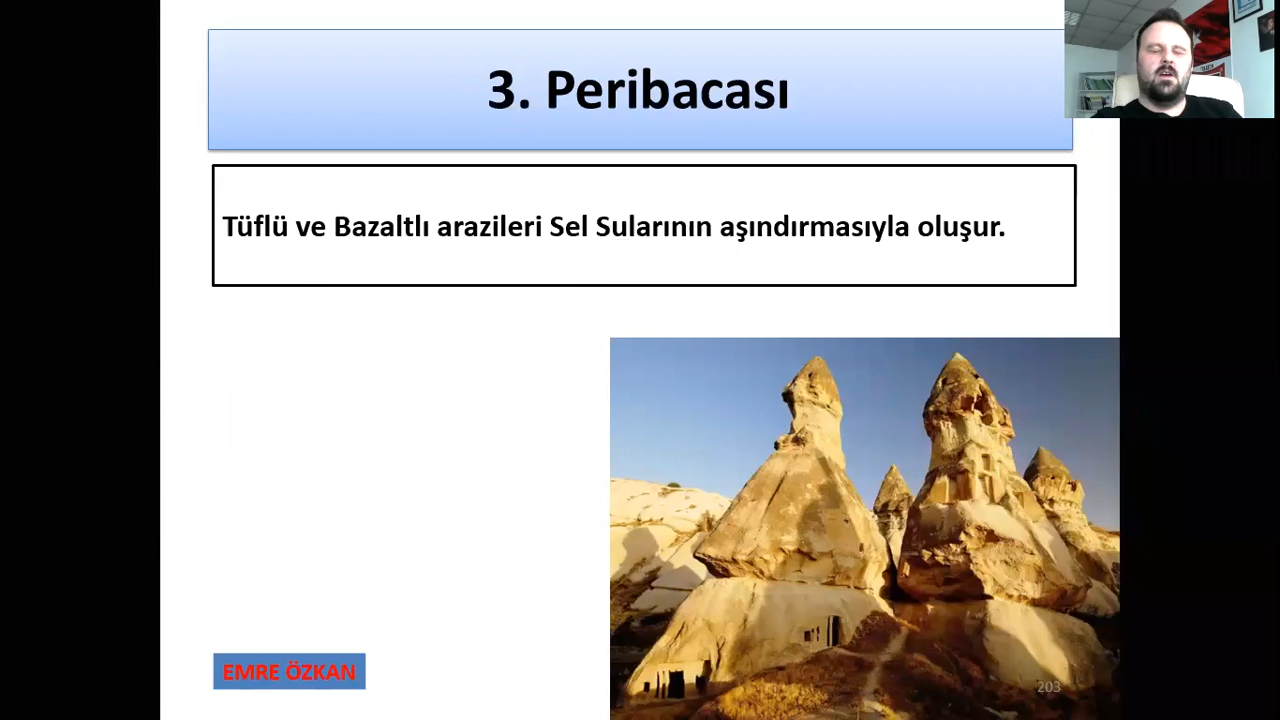 3. Peribacası
Tüflü ve Bazaltlı arazileri Sel Sularının aşındırmasıyla oluşur.
EMRE ÖZKAN
203